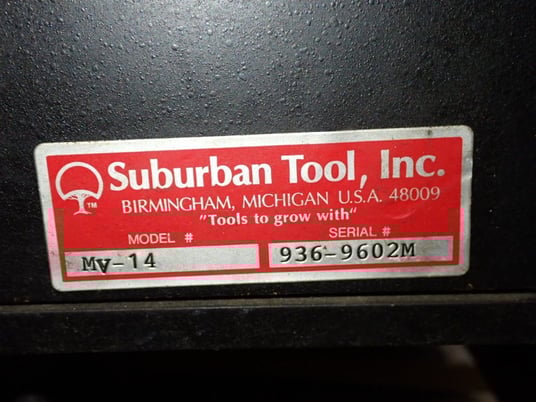 Suburban Tool, Inc.
BIRMINGHAM, MICHIGAN U.S.A. 48009
"Tools to grow with"
MODEL # SERIAL #
MV-14 936-9602M
TM